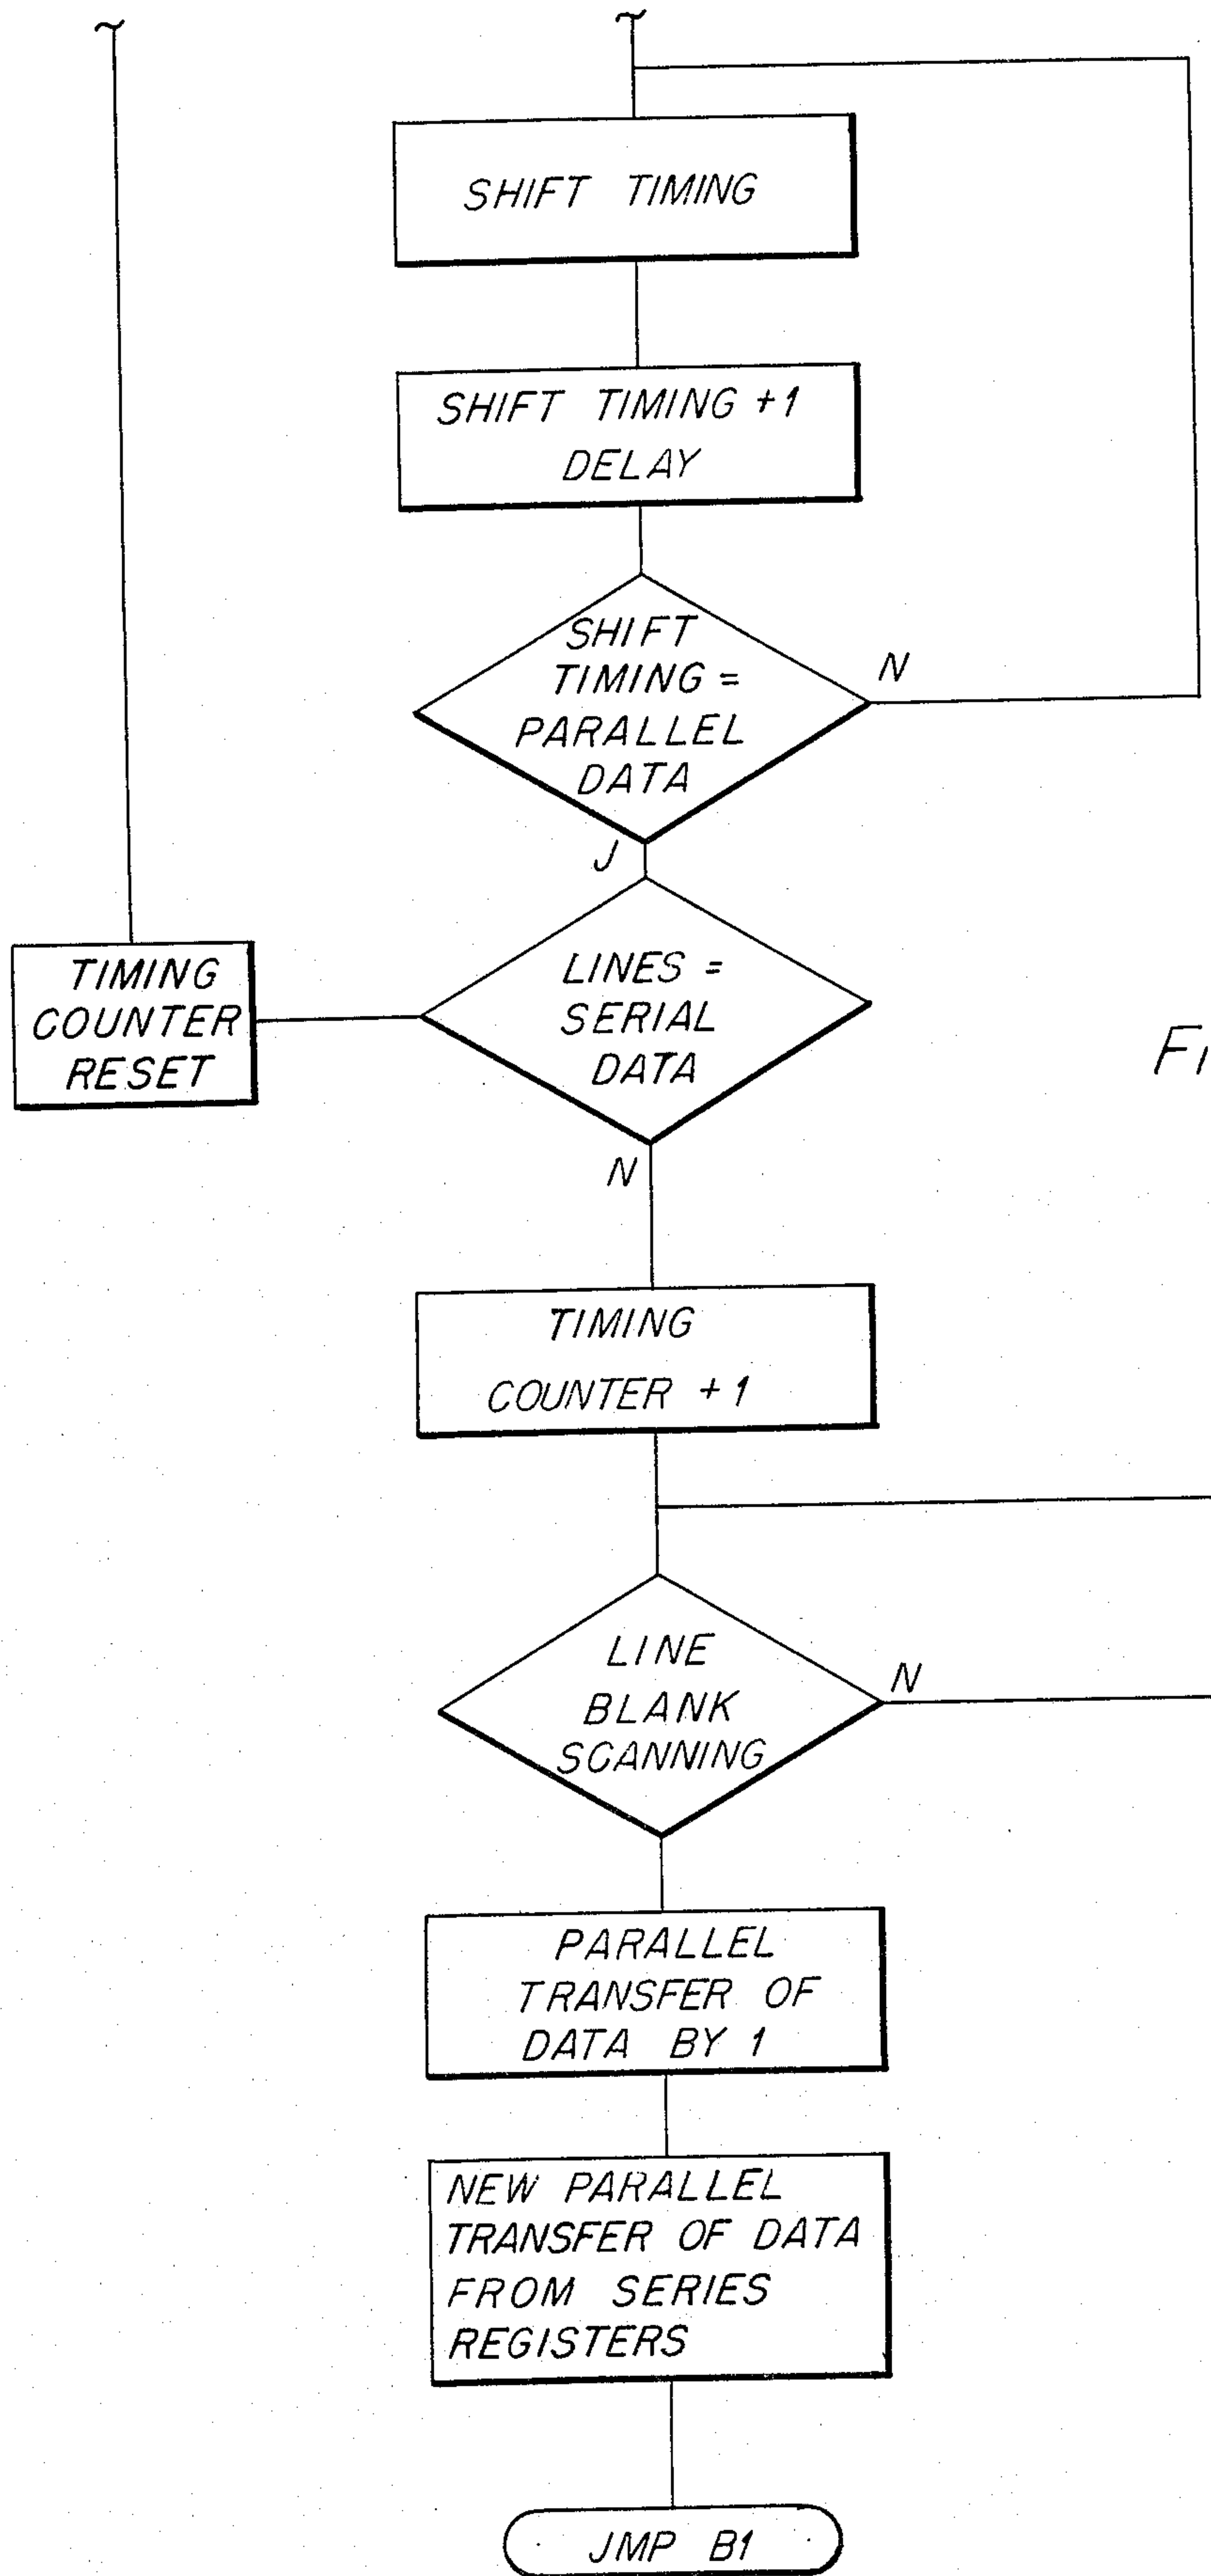 SHIFT TIMING
SHIFT TIMING +1
DELAY
SHIFT
TIMING =
PARALLEL
DATA
N
J
TIMING
COUNTER
RESET
LINES =
SERIAL
DATA
N
TIMING
COUNTER +1
LINE
BLANK
SCANNING
N
PARALLEL
TRANSFER OF
DATA BY 1
NEW PARALLEL
TRANSFER OF DATA
FROM SERIES
REGISTERS
JMP B1